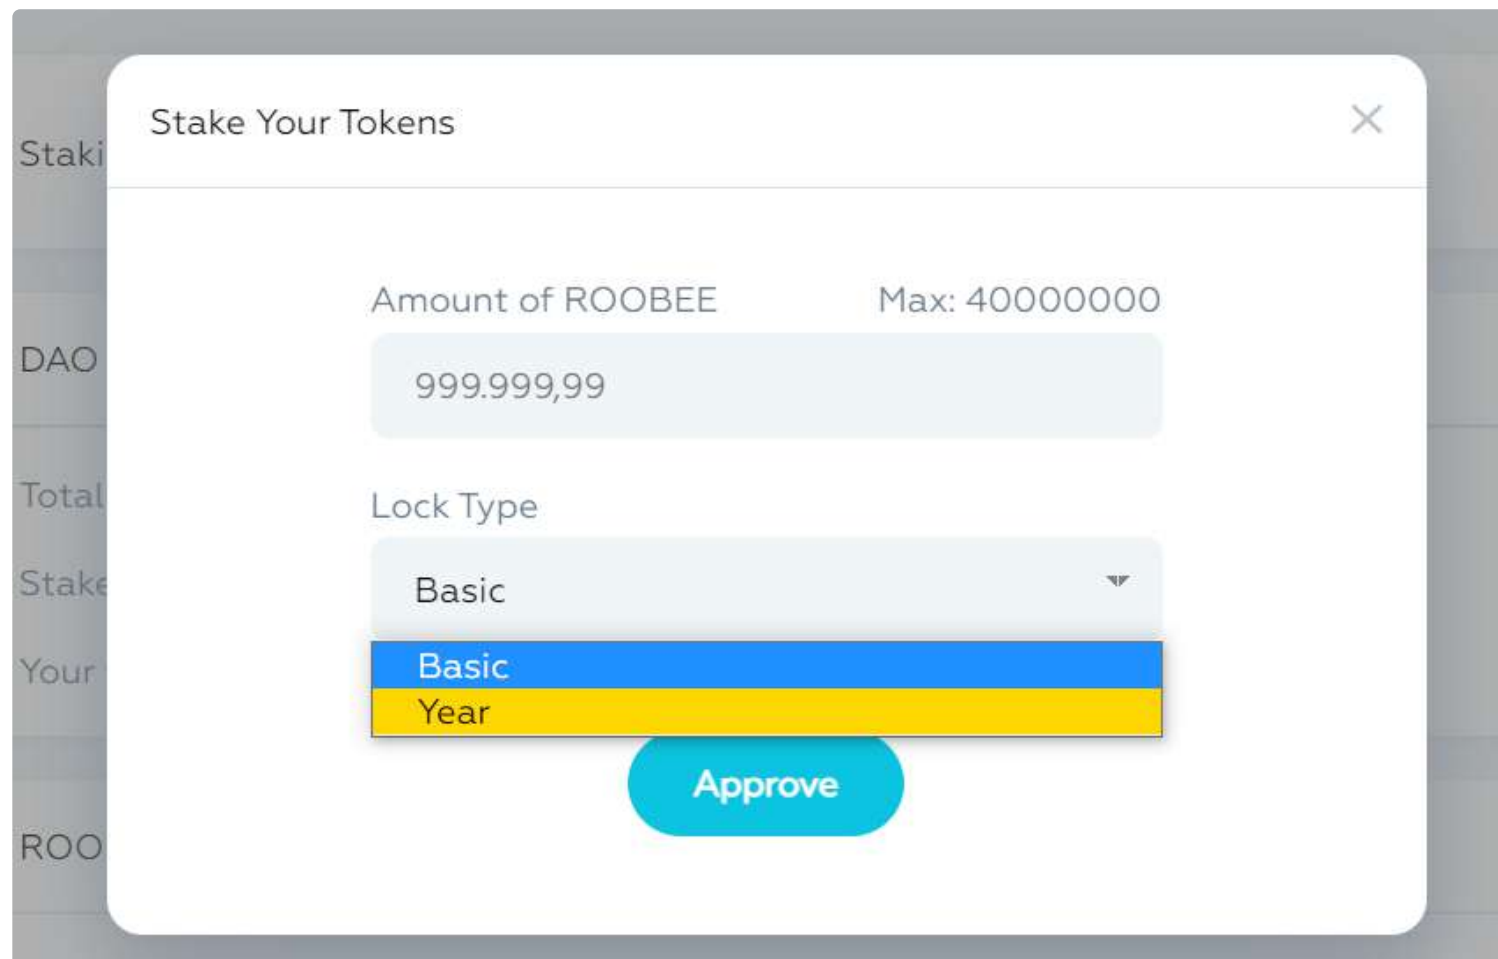 Stake Your Tokens
Staki
Amount of ROOBEE Max: 40000000
DAO
999.999,99
Total
Lock Type
Stake
Basic
Your
Basic
Year
Approve
ROO